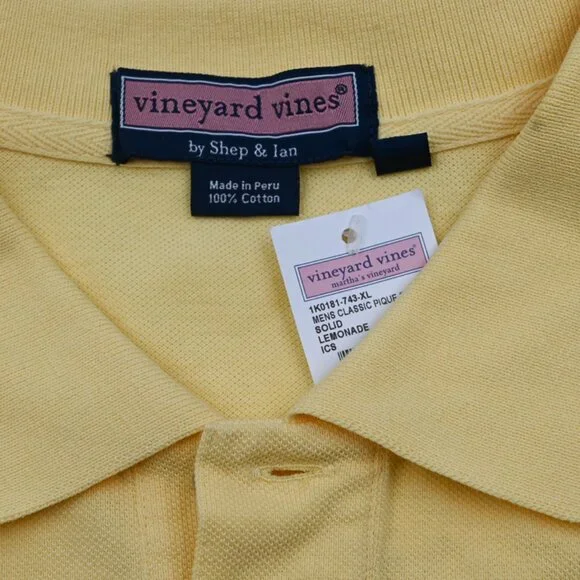 vineyard vines®
by Shep & Ian
Made in Peru
100% Cotton
vineyard vines®
martha's vineyard
1K0181-743-XL
MENS CLASSIC PIQUE
SOLID
LEMONADE
ICS